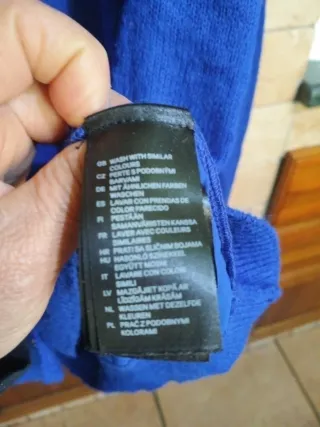 GB WASH WITH SIMILAR
COLOURS
CZ PERTE S PODOBNÝMI
BARVAMI
DE MIT ÄHNLICHEN FARBEN
WASCHEN
ES LAVAR CON PRENDAS DE
COLOR PARECIDO
FI PESTÄÄN
SAMANVÄRISTEN KANSSA
FR LAVER AVEC COULEURS
SIMILAIRES
HR PRATI SA SLIČNIM BOJAMA
HU HASONLÓ SZÍNEKKEL
EGYÜTT MOSNI
IT LAVARE CON COLORI
SIMILI
LV MAZGĀJIET KOPĀ AR
LĪDZĪGĀM KRĀSĀM
NL WASSEN MET DEZELFDE
KLEUREN
PL PRAĆ Z PODOBNYMI
KOLORAMI